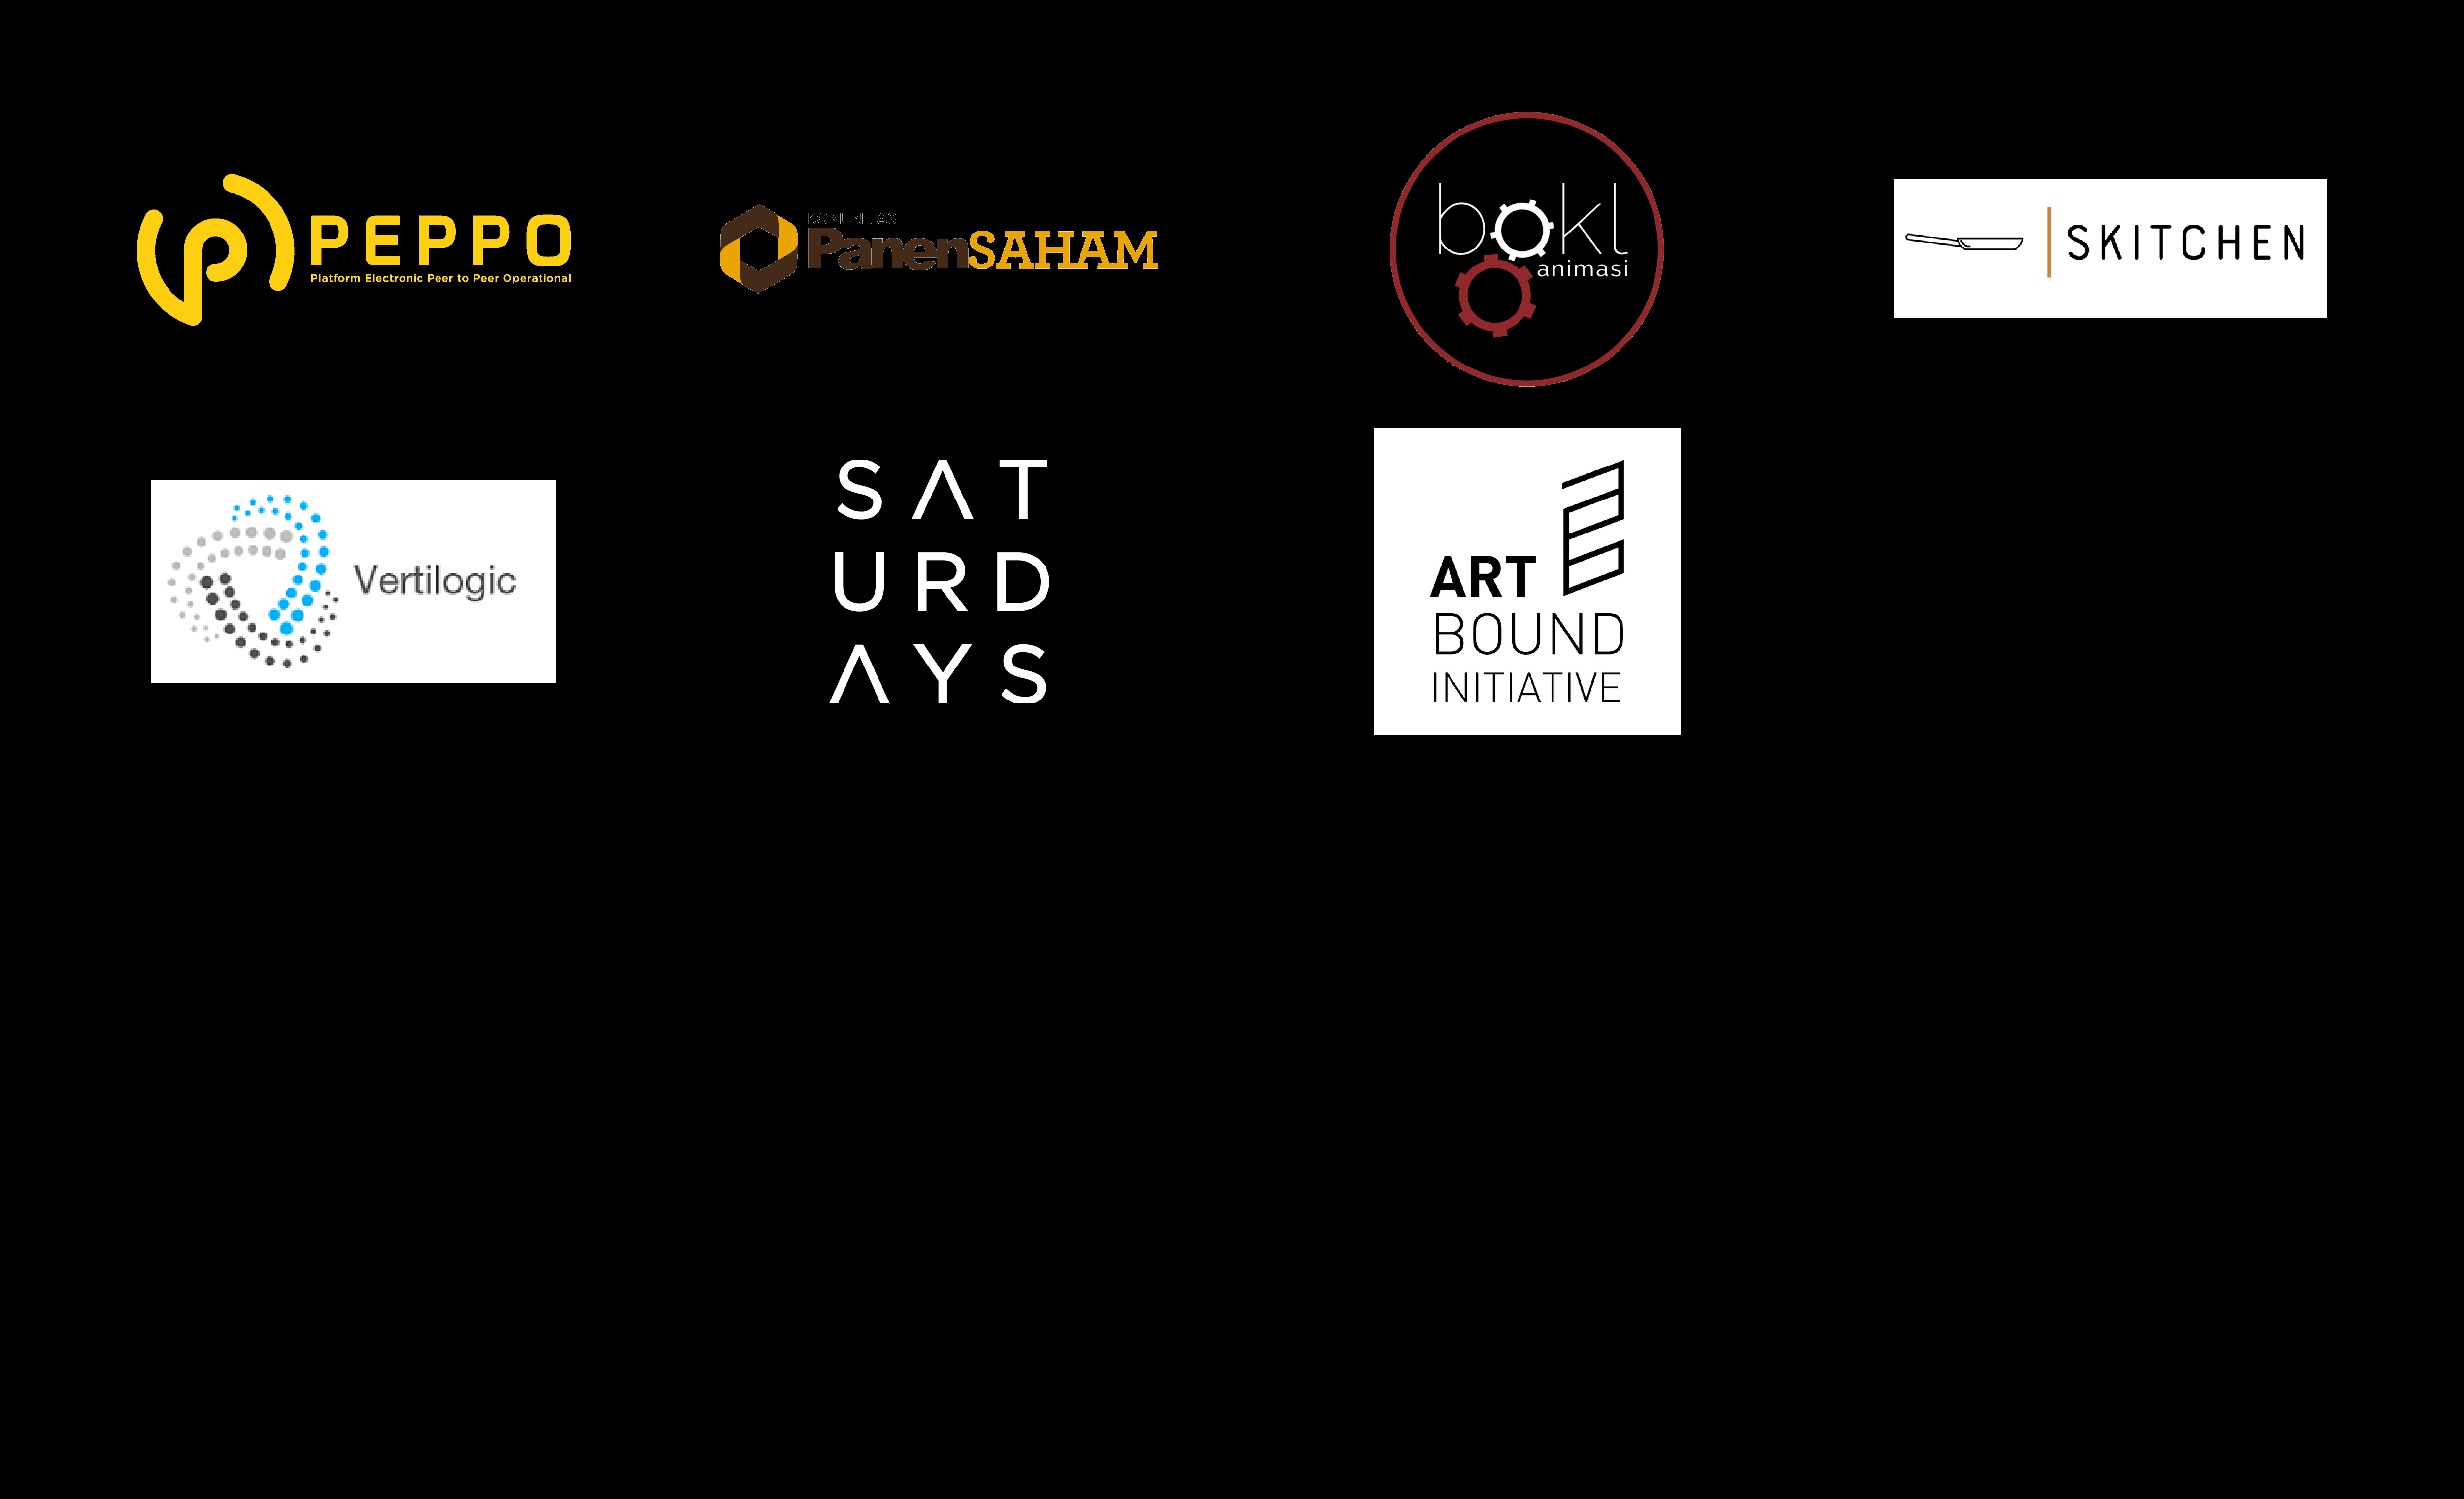 PEPPO
Platform Electronic Peer to Peer Operational
KOMUNITAS
PanenSAHAM
bokl
animasi
SKITCHEN
Vertilogic
SAT
URD
AYS
ART
BOUND
INITIATIVE